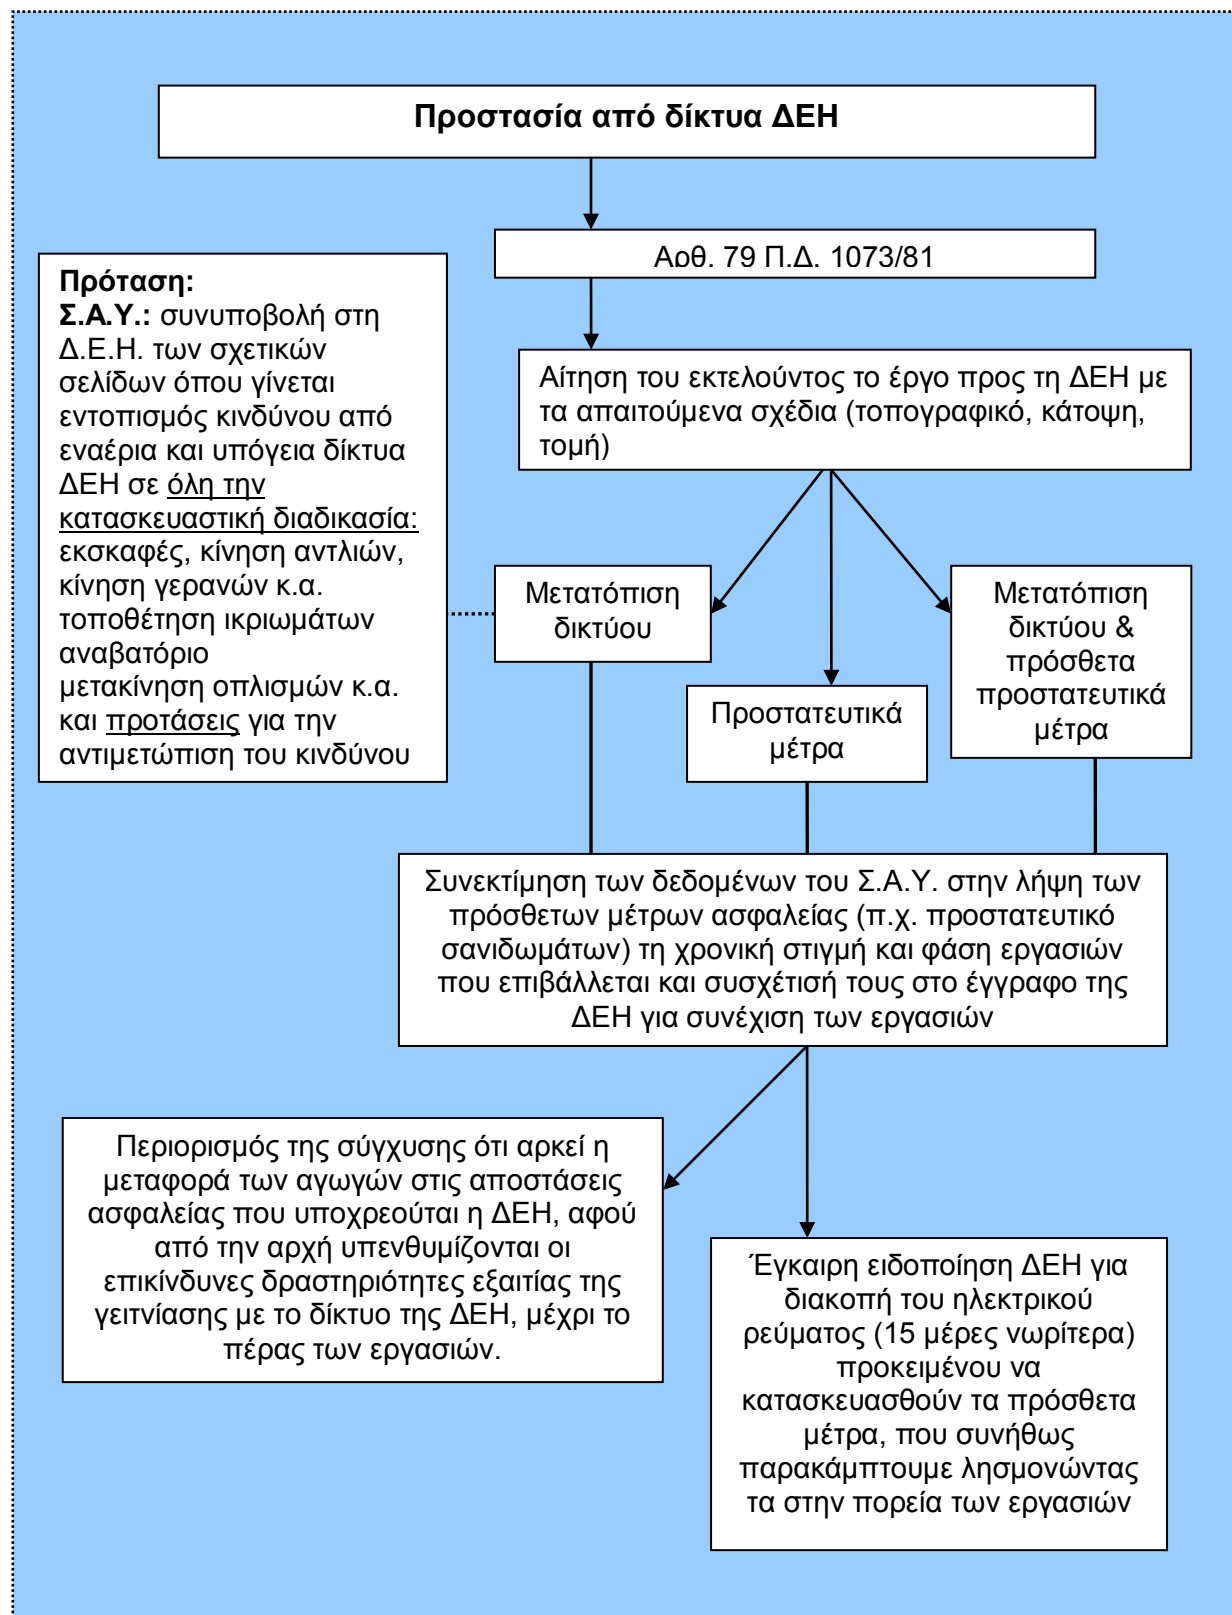 Προστασία από δίκτυα ΔΕΗ
Αρθ. 79 Π.Δ. 1073/81
Πρόταση:
Σ.Α.Υ.: συνυποβολή στη
Δ.Ε.Η. των σχετικών
σελίδων όπου γίνεται
εντοπισμός κινδύνου από
εναέρια και υπόγεια δίκτυα
ΔΕΗ σε όλη την
κατασκευαστική διαδικασία:
εκσκαφές, κίνηση αντλιών,
κίνηση γερανών κ.α.
τοποθέτηση ικριωμάτων
αναβατόριο
μετακίνηση οπλισμών κ.α.
και προτάσεις για την
αντιμετώπιση του κινδύνου
Αίτηση του εκτελούντος το έργο προς τη ΔΕΗ με
τα απαιτούμενα σχέδια (τοπογραφικό, κάτοψη,
τομή)
Μετατόπιση
δικτύου
Προστατευτικά
μέτρα
Μετατόπιση
δικτύου &
πρόσθετα
προστατευτικά
μέτρα
Συνεκτίμηση των δεδομένων του Σ.Α.Υ. στην λήψη των
πρόσθετων μέτρων ασφαλείας (π.χ. προστατευτικό
σανιδωμάτων) τη χρονική στιγμή και φάση εργασιών
που επιβάλλεται και συσχέτισή τους στο έγγραφο της
ΔΕΗ για συνέχιση των εργασιών
Περιορισμός της σύγχυσης ότι αρκεί η
μεταφορά των αγωγών στις αποστάσεις
ασφαλείας που υποχρεούται η ΔΕΗ, αφού
από την αρχή υπενθυμίζονται οι
επικίνδυνες δραστηριότητες εξαιτίας της
γειτνίασης με το δίκτυο της ΔΕΗ, μέχρι το
πέρας των εργασιών.
Έγκαιρη ειδοποίηση ΔΕΗ για
διακοπή του ηλεκτρικού
ρεύματος (15 μέρες νωρίτερα)
προκειμένου να
κατασκευασθούν τα πρόσθετα
μέτρα, που συνήθως
παρακάμπτουμε λησμονώντας
τα στην πορεία των εργασιών